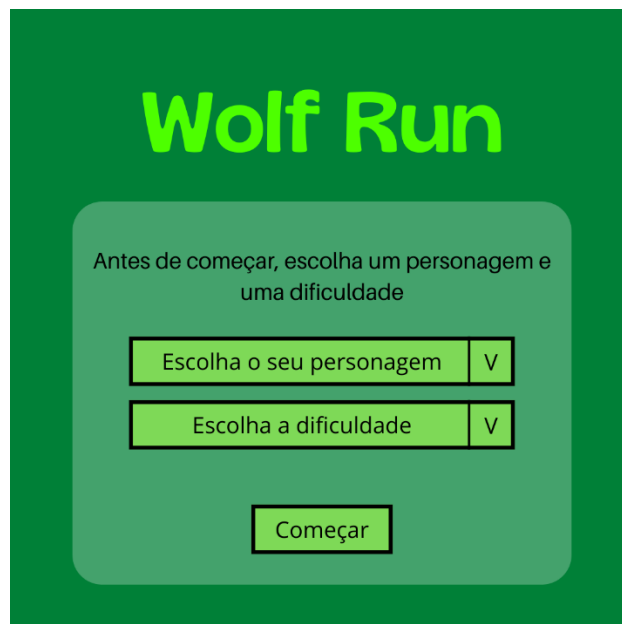 Wolf Run
Antes de começar, escolha um personagem e
uma dificuldade
Escolha o seu personagem V
Escolha a dificuldade V
Começar